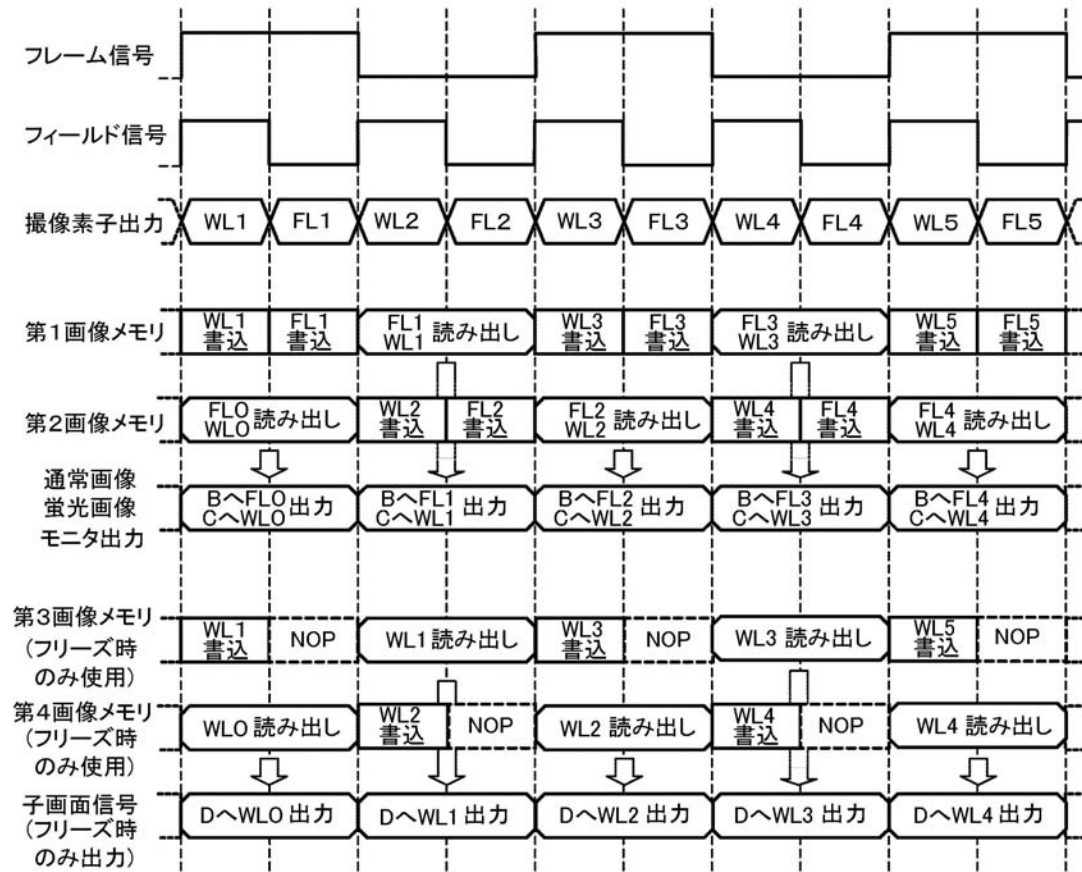 フレーム信号
フィールド信号
撮像素子出力
WL1
FL1
WL2
FL2
WL3
FL3
WL4
FL4
WL5
FL5
第1画像メモリ
WL1
書込
FL1
書込
FL1
WL1 読み出し
WL3
書込
FL3
書込
FL3
WL3 読み出し
WL5
書込
FL5
書込
第2画像メモリ
FL0
WL0 読み出し
WL2
書込
FL2
書込
FL2
WL2 読み出し
WL4
書込
FL4
書込
FL4
WL4 読み出し
通常画像
蛍光画像
モニタ出力
BへFL0
CへWL0 出力
BへFL1
CへWL1 出力
BへFL2
CへWL2 出力
BへFL3
CへWL3 出力
BへFL4
CへWL4 出力
第3画像メモリ
(フリーズ時
のみ使用)
WL1
書込
NOP
WL1 読み出し
WL3
書込
NOP
WL3 読み出し
WL5
書込
NOP
第4画像メモリ
(フリーズ時
のみ使用)
WL0 読み出し
WL2
書込
NOP
WL2 読み出し
WL4
書込
NOP
WL4 読み出し
子画面信号
(フリーズ時
のみ出力)
DへWL0 出力
DへWL1 出力
DへWL2 出力
DへWL3 出力
DへWL4 出力